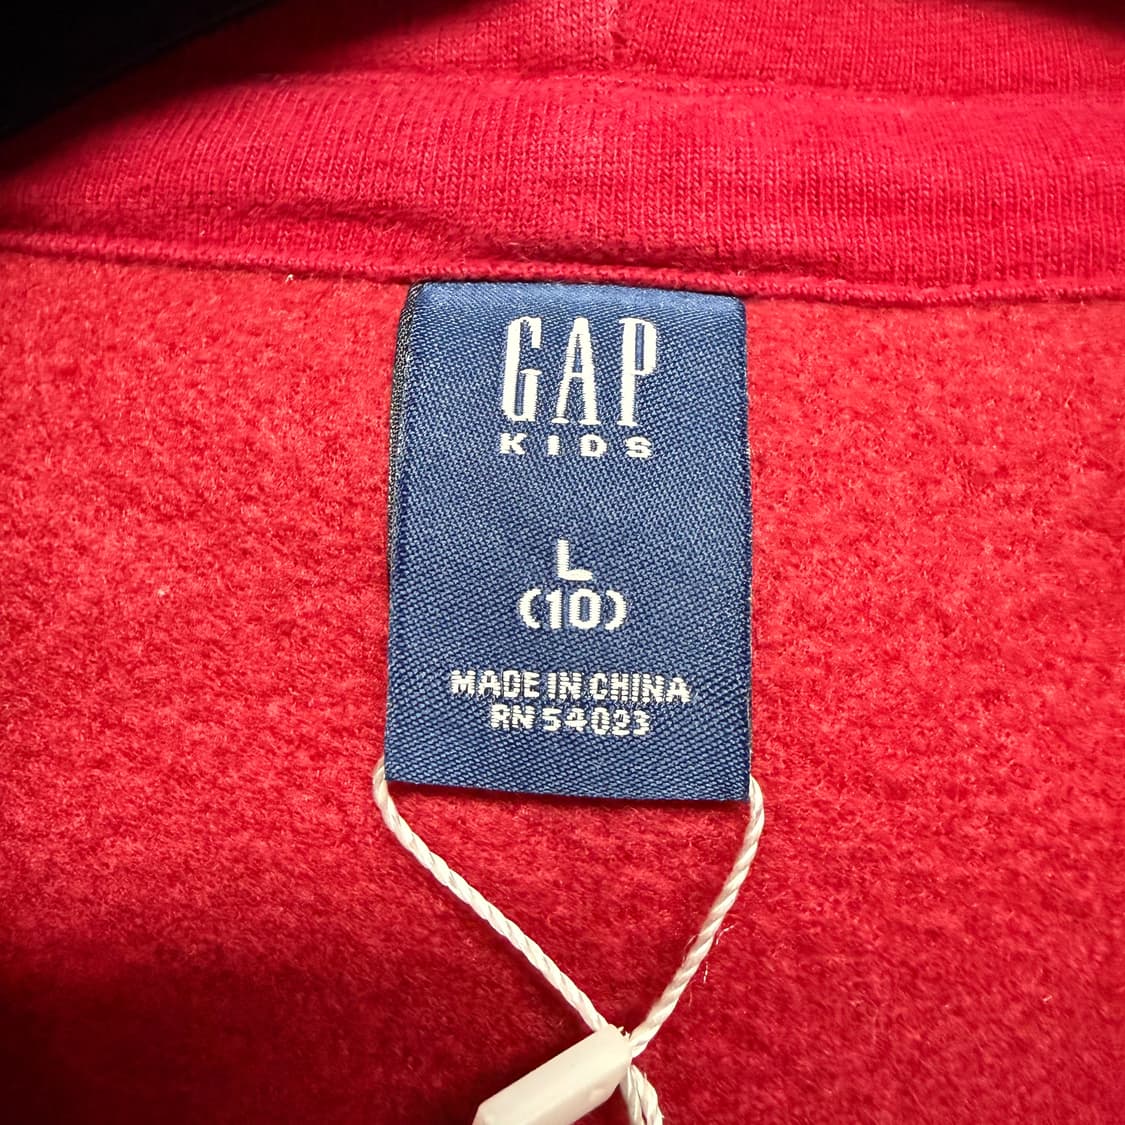 GAP
KIDS
L
(10)
MADE IN CHINA
RN 54023